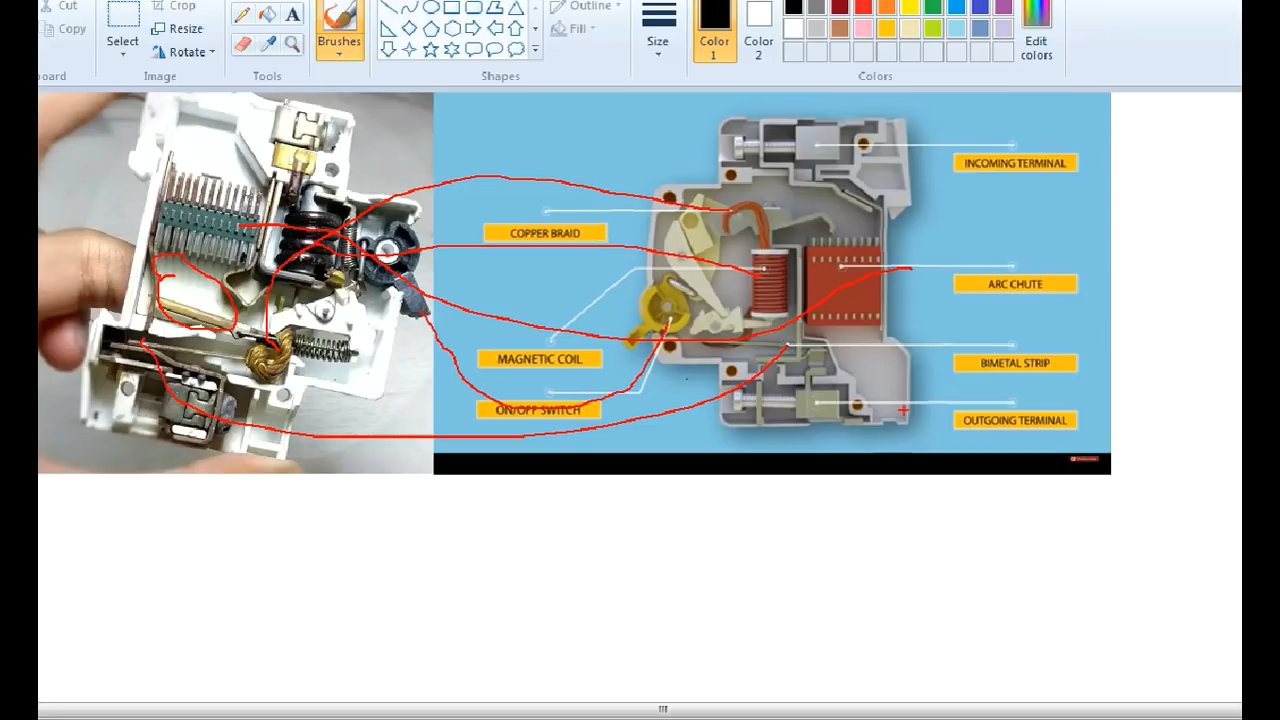 Cut
Crop
Copy
Select
Resize
Rotate
Brushes
Outline
Fill
Size
Color 1
Color 2
Edit colors
board
Image
Tools
Shapes
Colors
A
INCOMING TERMINAL
COPPER BRAID
ARC CHUTE
MAGNETIC COIL
BIMETAL STRIP
ON/OFF SWITCH
OUTGOING TERMINAL